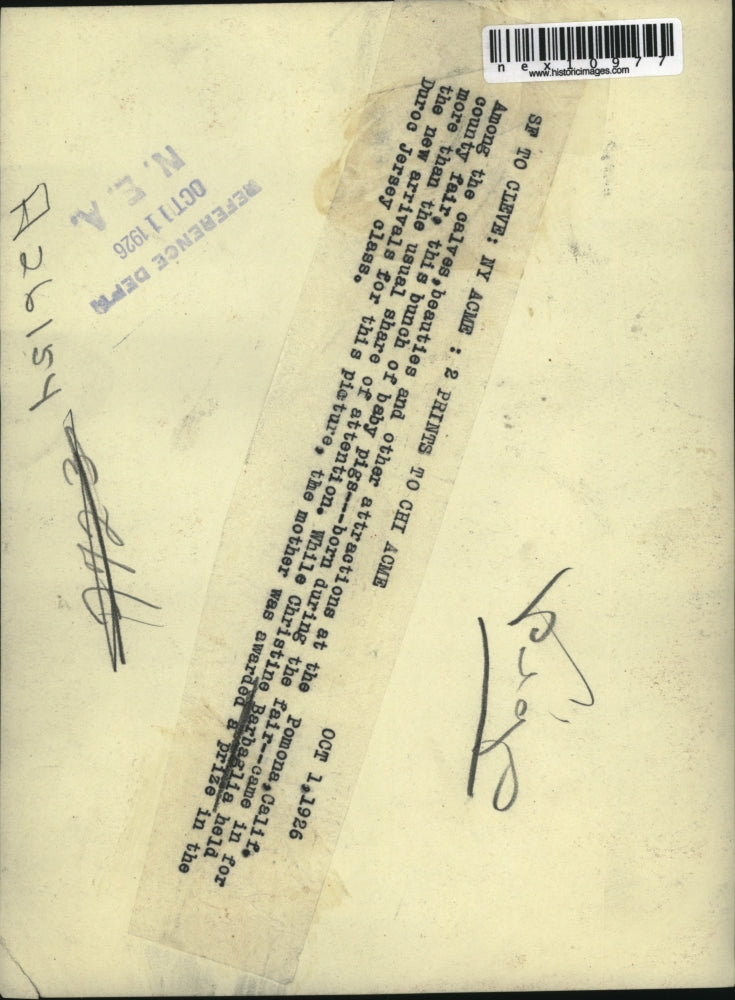 nex10977
www.historicimages.com
SF TO CLEVE: NY ACME : 2 PRINTS TO CHI ACME
OCT 1,1926
Among the calves,beauties and other attractions at the Pomona,Calif.
county fair, this bunch of baby pigs---born during the fair--came in for
more than the usual share of attention. While Christine Barbaglia held
the new arrivals for this picture, the mother was awarded a prize in the
Duroc Jersey class.
REFERENCE DEPT.
OCT 11 1926
N. E. A.
A26154
Pigs